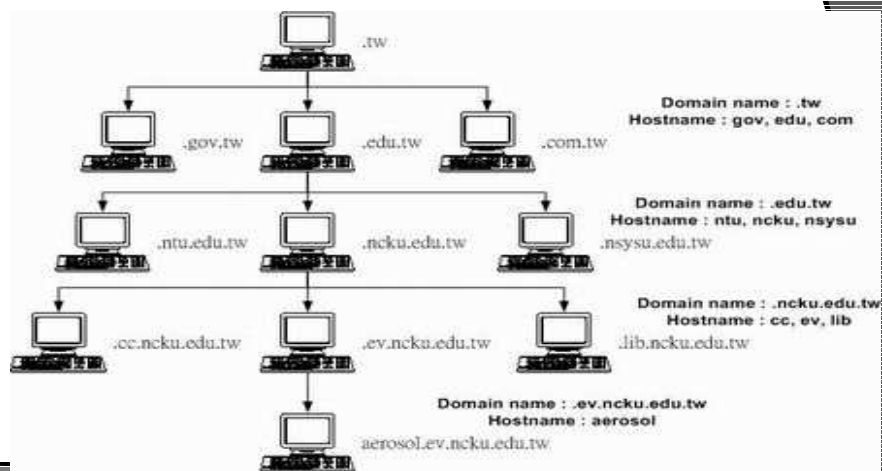 .tw
Domain name : .tw
Hostname : gov, edu, com
.gov.tw
.edu.tw
.com.tw
Domain name : .edu.tw
Hostname : ntu, ncku, nsysu
.ntu.edu.tw
.ncku.edu.tw
.nsysu.edu.tw
Domain name : .ncku.edu.tw
Hostname : cc, ev, lib
.cc.ncku.edu.tw
.ev.ncku.edu.tw
.lib.ncku.edu.tw
Domain name : .ev.ncku.edu.tw
Hostname : aerosol
aerosol.ev.ncku.edu.tw